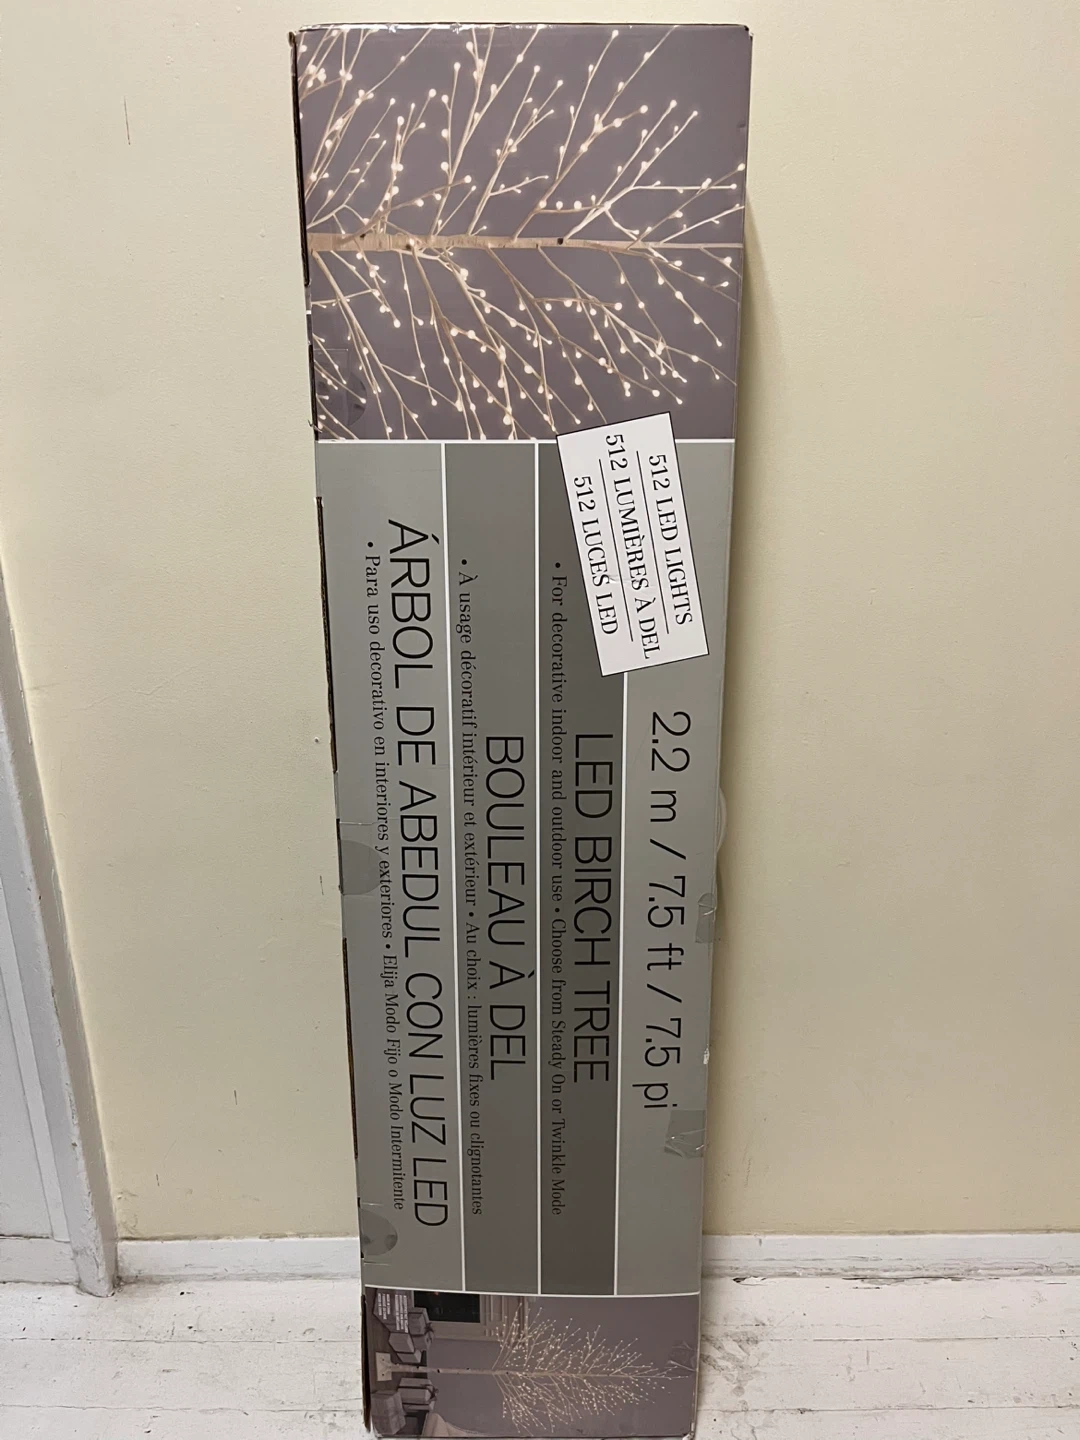 512 LED LIGHTS
512 LUMIÈRES À DEL
512 LUCES LED
2.2 m / 7.5 ft / 7.5 pi
LED BIRCH TREE
• For decorative indoor and outdoor use • Choose from Steady On or Twinkle Mode
BOULEAU À DEL
• À usage décoratif intérieur et extérieur • Au choix : lumières fixes ou clignotantes
ÁRBOL DE ABEDUL CON LUZ LED
• Para uso decorativo en interiores y exteriores • Elija Modo Fijo o Modo Intermitente